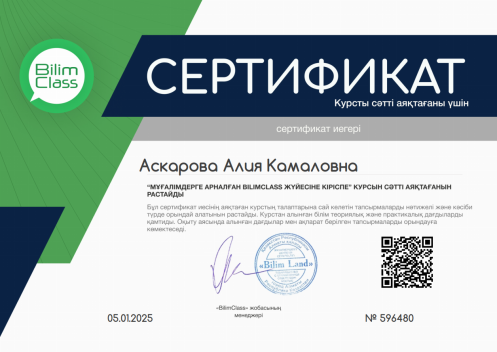 Bilim
Class
СЕРТИФИКАТ
Курсты сәтті аяқтағаны үшін
сертификат иегері
Аскарова Алия Камаловна
"МҰҒАЛІМДЕРГЕ АРНАЛҒАН BILIMCLASS ЖҮЙЕСІНЕ КІРІСПЕ" КУРСЫН СӘТТІ АЯҚТАҒАНЫН
РАСТАЙДЫ
Бұл сертификат иесінің аяқтаған курстың талаптарына сай келетін тапсырмаларды нәтижелі және кәсіби
түрде орындай алатынын растайды. Курстан алынған білім теориялық және практикалық дағдыларды
қамтиды. Оқыту аясында алынған дағдылар мен ақпарат берілген тапсырмаларды орындауға
көмектеседі.
«Bilim Land»
«BilimClass» жобасының
менеджері
05.01.2025
№ 596480